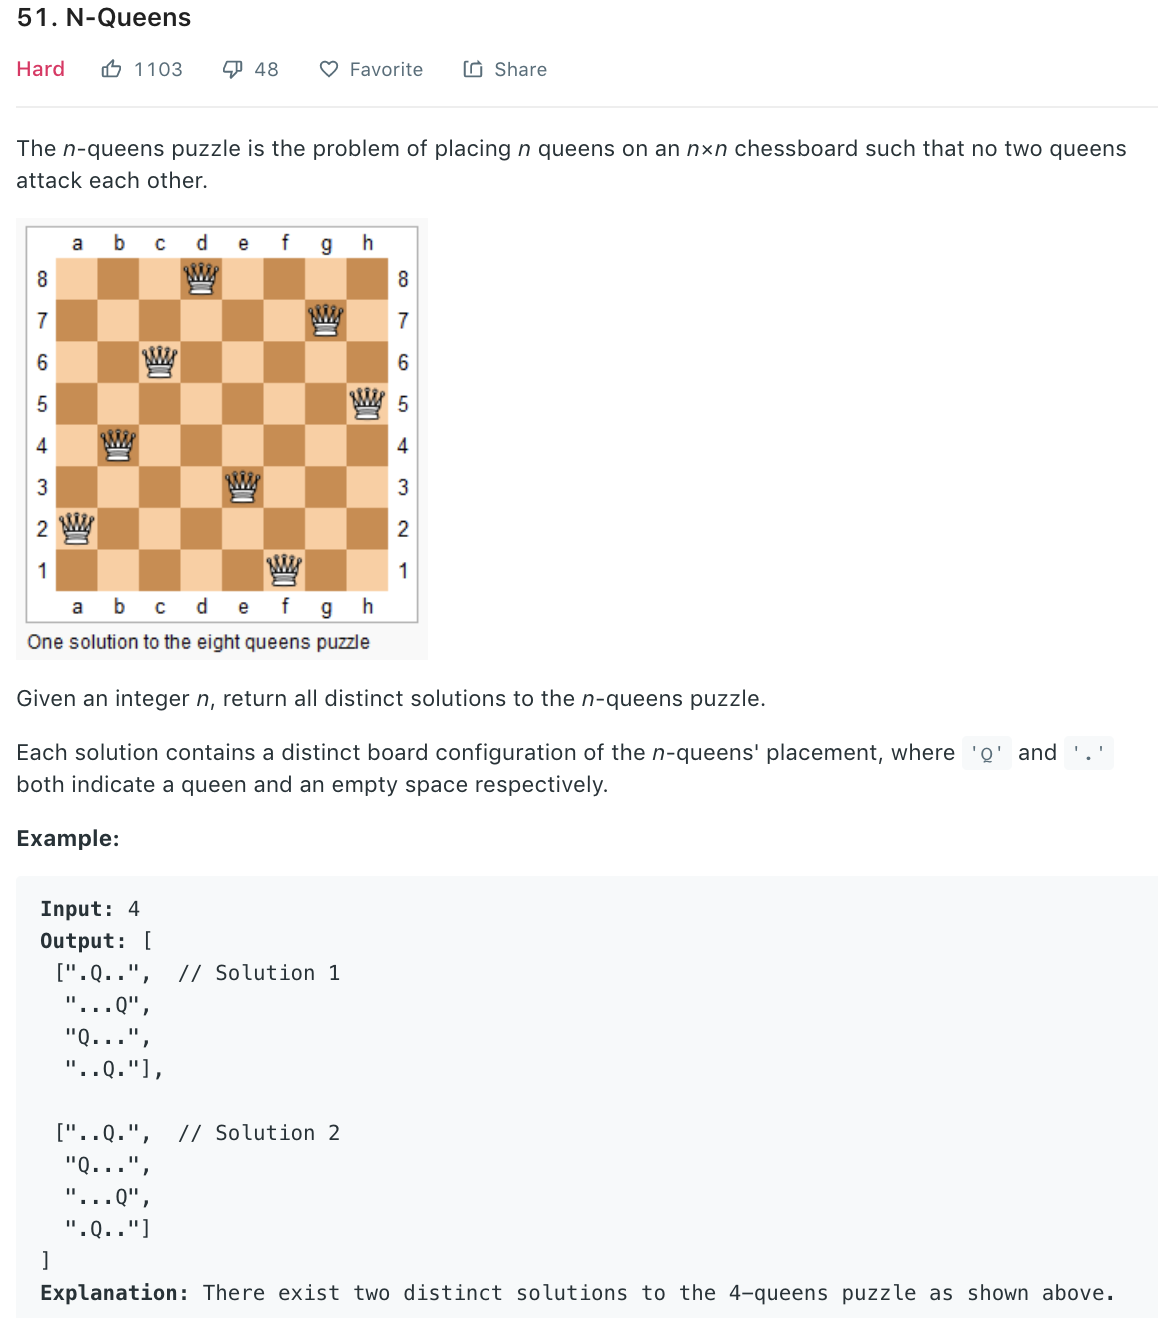 51. N-Queens
Hard 1103 48 Favorite Share
The n-queens puzzle is the problem of placing n queens on an n×n chessboard such that no two queens
attack each other.
a b c d e f g h
8 8
7 7
6 6
5 5
4 4
3 3
2 2
1 1
a b c d e f g h
One solution to the eight queens puzzle
Given an integer n, return all distinct solutions to the n-queens puzzle.
Each solution contains a distinct board configuration of the n-queens' placement, where 'Q' and '.'
both indicate a queen and an empty space respectively.
Example:
Input: 4
Output: [
[".Q..", // Solution 1
"...Q",
"Q...",
"..Q."],
["..Q.", // Solution 2
"Q...",
"...Q",
".Q.."]
]
Explanation: There exist two distinct solutions to the 4-queens puzzle as shown above.